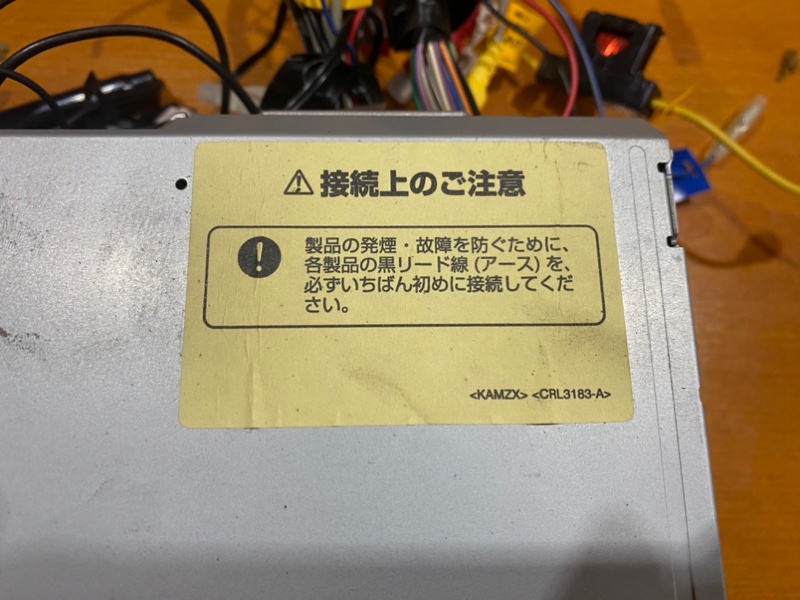 ⚠接続上のご注意
製品の発煙・故障を防ぐために、
各製品の黒リード線(アース)を、
必ずいちばん初めに接続してくだ
さい。
<KAMZX> <CRL3183-A>